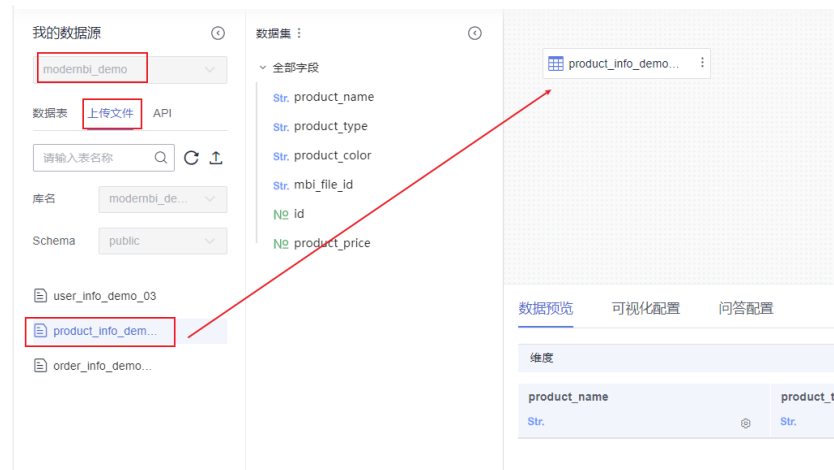 我的数据源
modernbi_demo
数据表 上传文件 API
请输入表名称
库名 modernbi_de...
Schema public
user_info_demo_03
product_info_dem...
order_info_demo...
数据集
全部字段
Str. product_name
Str. product_type
Str. product_color
Str. mbi_file_id
No id
No product_price
product_info_demo...
数据预览 可视化配置 问答配置
维度
product_name product_t
Str. Str.